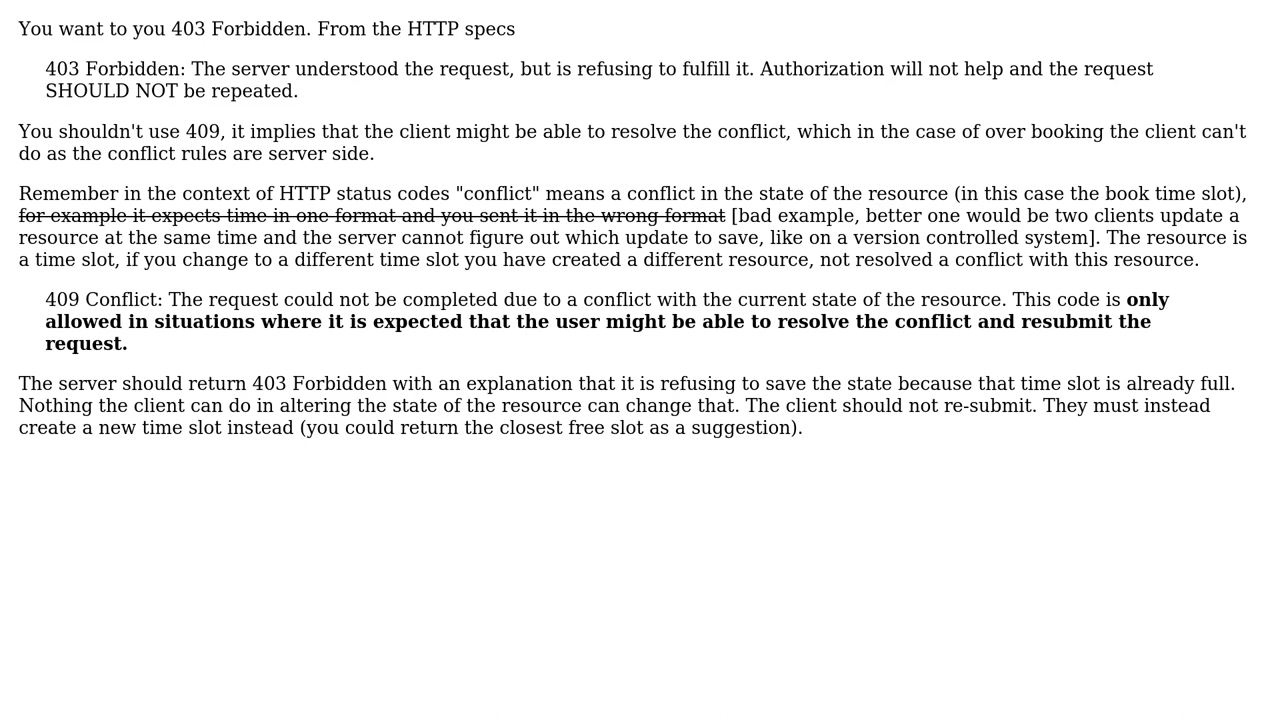 You want to you 403 Forbidden. From the HTTP specs
403 Forbidden: The server understood the request, but is refusing to fulfill it. Authorization will not help and the request
SHOULD NOT be repeated.
You shouldn't use 409, it implies that the client might be able to resolve the conflict, which in the case of over booking the client can't
do as the conflict rules are server side.
Remember in the context of HTTP status codes "conflict" means a conflict in the state of the resource (in this case the book time slot),
for example it expects time in one format and you sent it in the wrong format [bad example, better one would be two clients update a
resource at the same time and the server cannot figure out which update to save, like on a version controlled system]. The resource is
a time slot, if you change to a different time slot you have created a different resource, not resolved a conflict with this resource.
409 Conflict: The request could not be completed due to a conflict with the current state of the resource. This code is only
allowed in situations where it is expected that the user might be able to resolve the conflict and resubmit the
request.
The server should return 403 Forbidden with an explanation that it is refusing to save the state because that time slot is already full.
Nothing the client can do in altering the state of the resource can change that. The client should not re-submit. They must instead
create a new time slot instead (you could return the closest free slot as a suggestion).